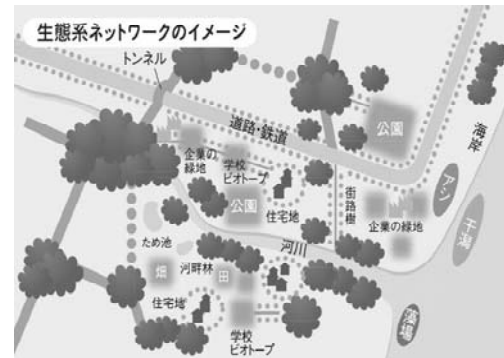 生態系ネットワークのイメージ
トンネル
道路・鉄道
公園
海岸
企業の
緑地
学校
ビオトープ
住宅地
街路樹
アシ
干潟
企業の緑地
公園
ため池
河川
河畔林
畑
田
住宅地
学校
ビオトープ
藻場